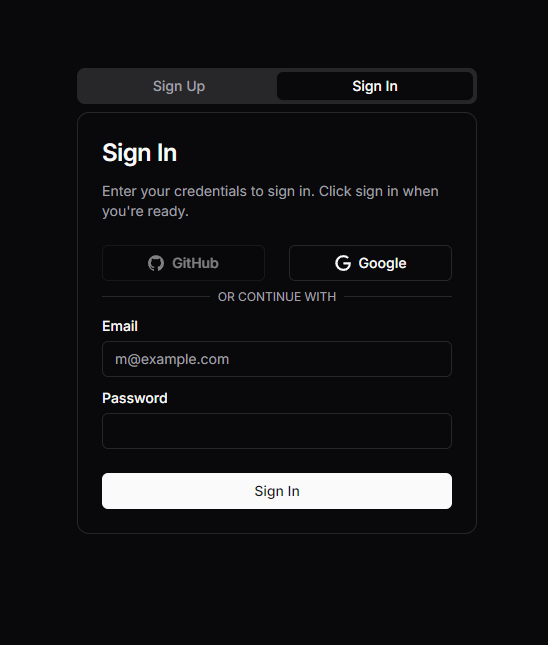 Sign Up
Sign In
Sign In
Enter your credentials to sign in. Click sign in when
you're ready.
GitHub
Google
OR CONTINUE WITH
Email
m@example.com
Password
Sign In